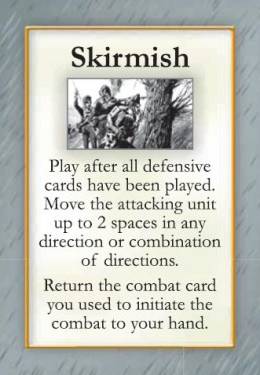 Skirmish
Play after all defensive
cards have been played.
Move the attacking unit
up to 2 spaces in any
direction or combination
of directions.
Return the combat card
you used to initiate the
combat to your hand.